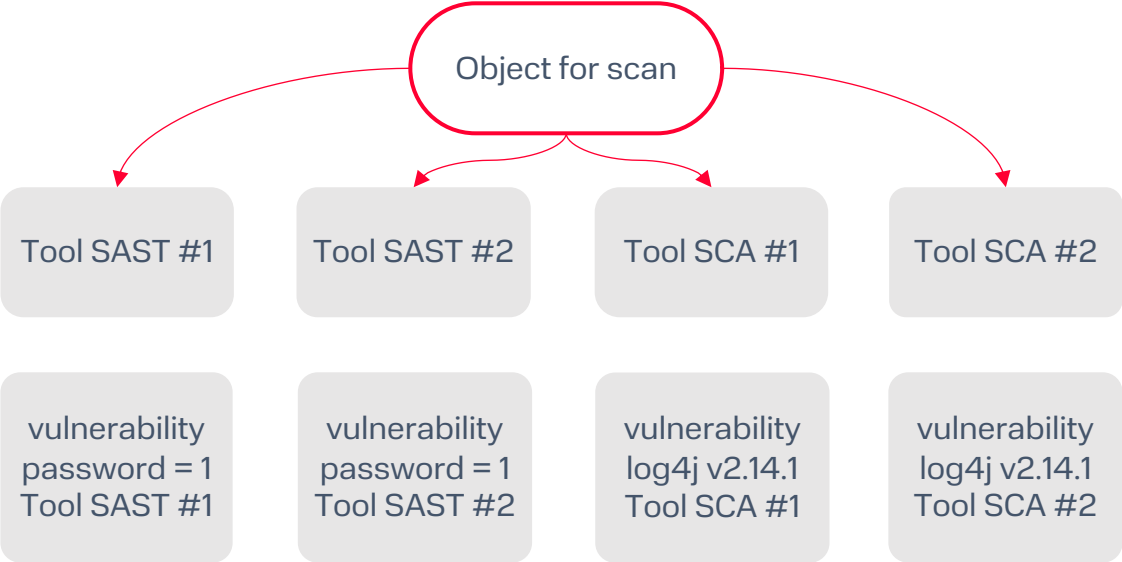 Object for scan
Tool SAST #1
Tool SAST #2
Tool SCA #1
Tool SCA #2
vulnerability
password = 1
Tool SAST #1
vulnerability
password = 1
Tool SAST #2
vulnerability
log4j v2.14.1
Tool SCA #1
vulnerability
log4j v2.14.1
Tool SCA #2